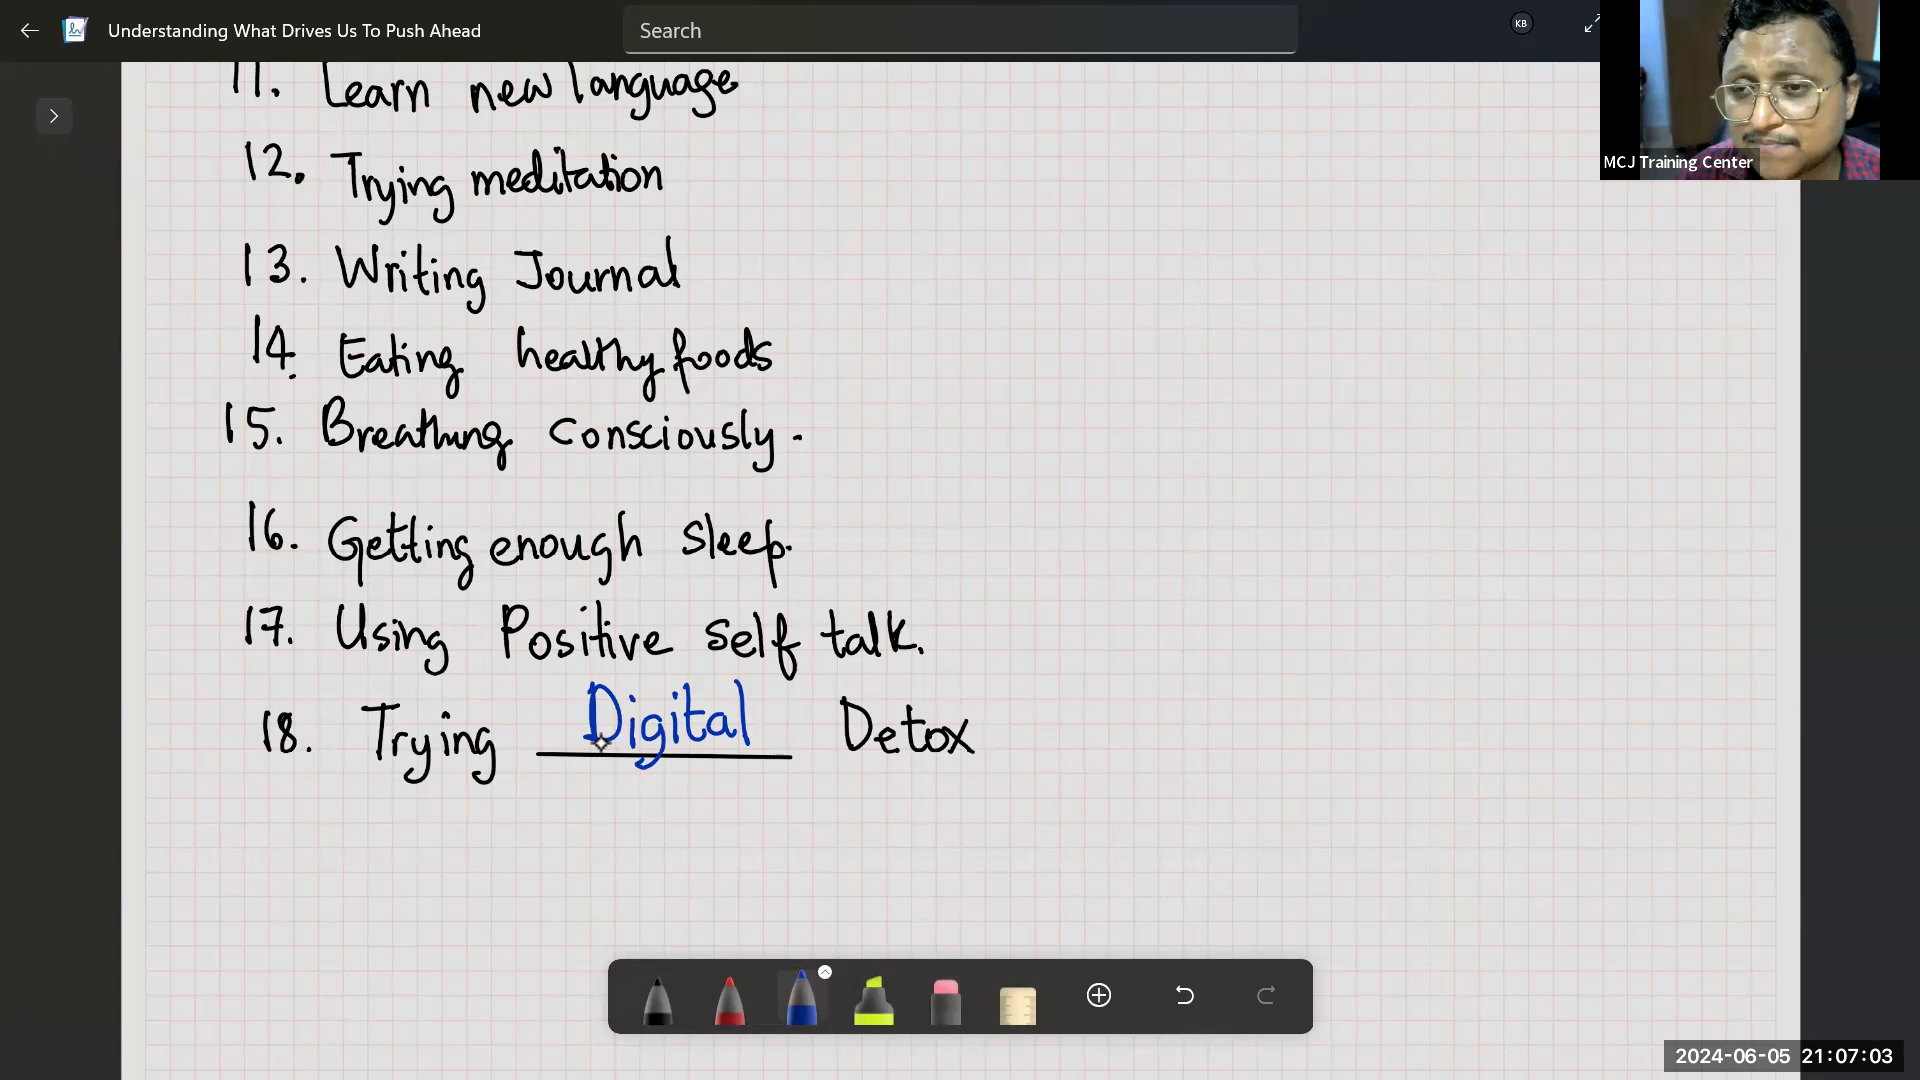 Understanding What Drives Us To Push Ahead
Search
KB
MCJ Training Center
11. Learn new language
12. Trying meditation
13. Writing Journal
14. Eating healthy foods
15. Breathing Consciously.
16. Getting enough sleep.
17. Using Positive self talk.
18. Trying Digital Detox
2024-06-05 21:07:03